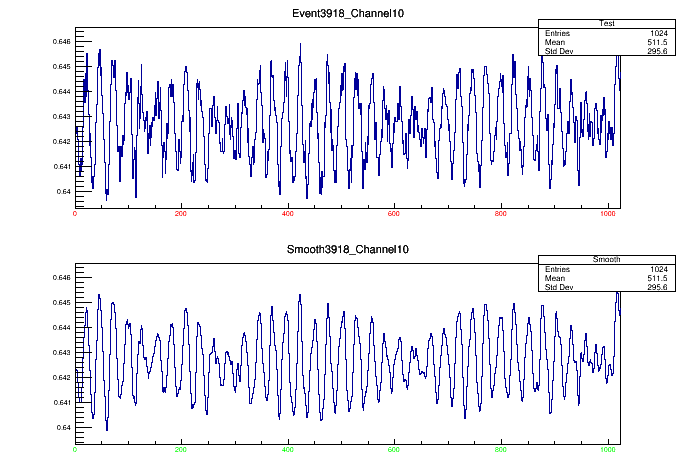 Event3918_Channel10
Test
Entries 1024
Mean 511.5
Std Dev 295.6
0.646
0.645
0.644
0.643
0.642
0.641
0.64
0 200 400 600 800 1000
Smooth3918_Channel10
Smooth
Entries 1024
Mean 511.5
Std Dev 295.6
0.646
0.645
0.644
0.643
0.642
0.641
0.64
0 200 400 600 800 1000